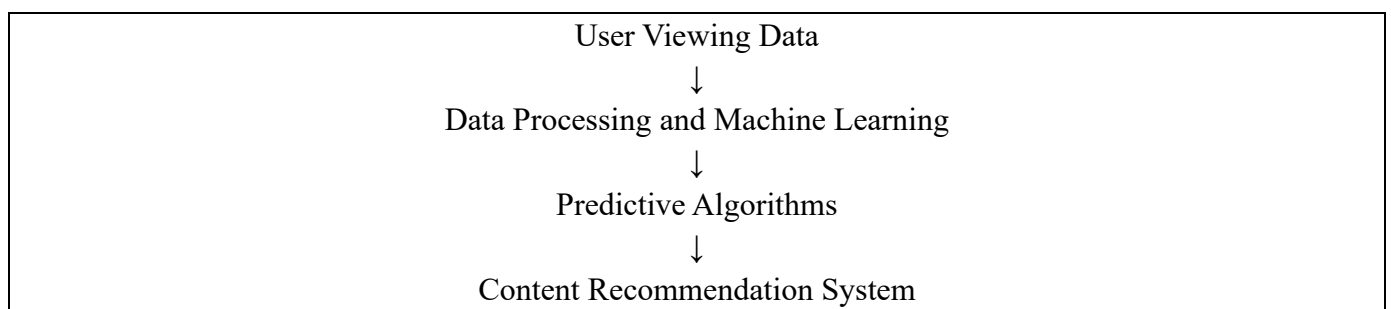 User Viewing Data
↓
Data Processing and Machine Learning
↓
Predictive Algorithms
↓
Content Recommendation System